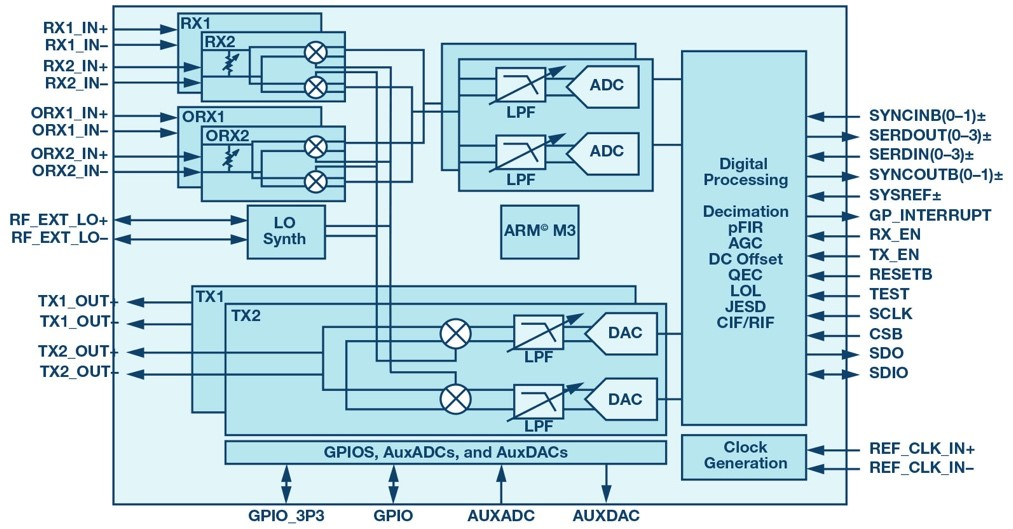 RX1_IN+
RX1_IN–
RX2_IN+
RX2_IN–
ORX1_IN+
ORX1_IN–
ORX2_IN+
ORX2_IN–
RF_EXT_LO+
RF_EXT_LO–
TX1_OUT+
TX1_OUT–
TX2_OUT+
TX2_OUT–
RX1
RX2
ORX1
ORX2
LO
Synth
LPF
ADC
LPF
ADC
ARM© M3
TX1
TX2
LPF
DAC
LPF
DAC
Digital
Processing
Decimation
pFIR
AGC
DC Offset
QEC
LOL
JESD
CIF/RIF
Clock
Generation
GPIOS, AuxADCs, and AuxDACs
GPIO_3P3
GPIO
AUXADC
AUXDAC
SYNCINB(0–1)±
SERDOUT(0–3)±
SERDIN(0–3)±
SYNCOUTB(0–1)±
SYSREF±
GP_INTERRUPT
RX_EN
TX_EN
RESETB
TEST
SCLK
CSB
SDO
SDIO
REF_CLK_IN+
REF_CLK_IN–